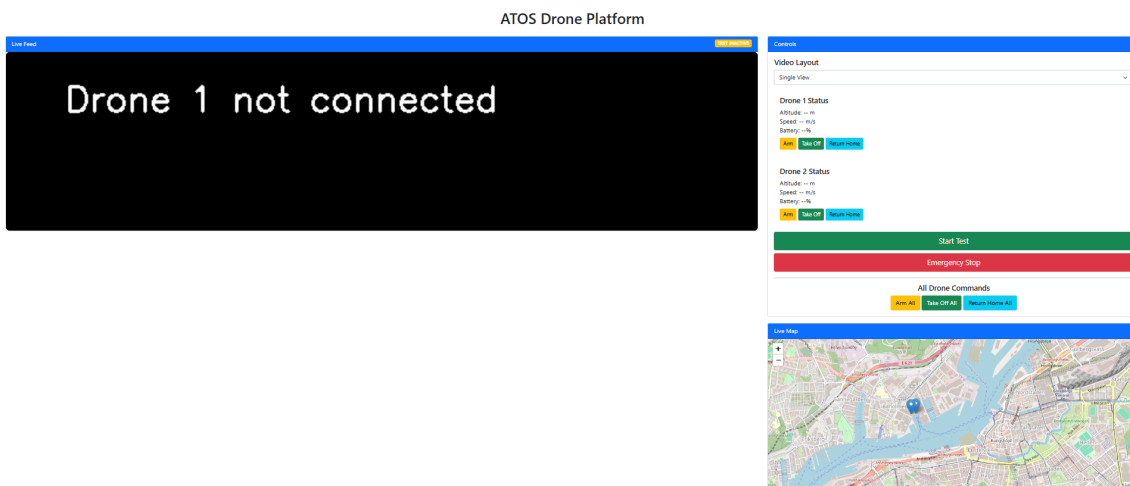 ATOS Drone Platform
Live Feed
TEST INACTIVE
Drone 1 not connected
Controls
Video Layout
Single View
Drone 1 Status
Altitude: -- m
Speed: -- m/s
Battery: --%
Arm Take Off Return Home
Drone 2 Status
Altitude: -- m
Speed: -- m/s
Battery: --%
Arm Take Off Return Home
Start Test
Emergency Stop
All Drone Commands
Arm All Take Off All Return Home All
Live Map
+
−